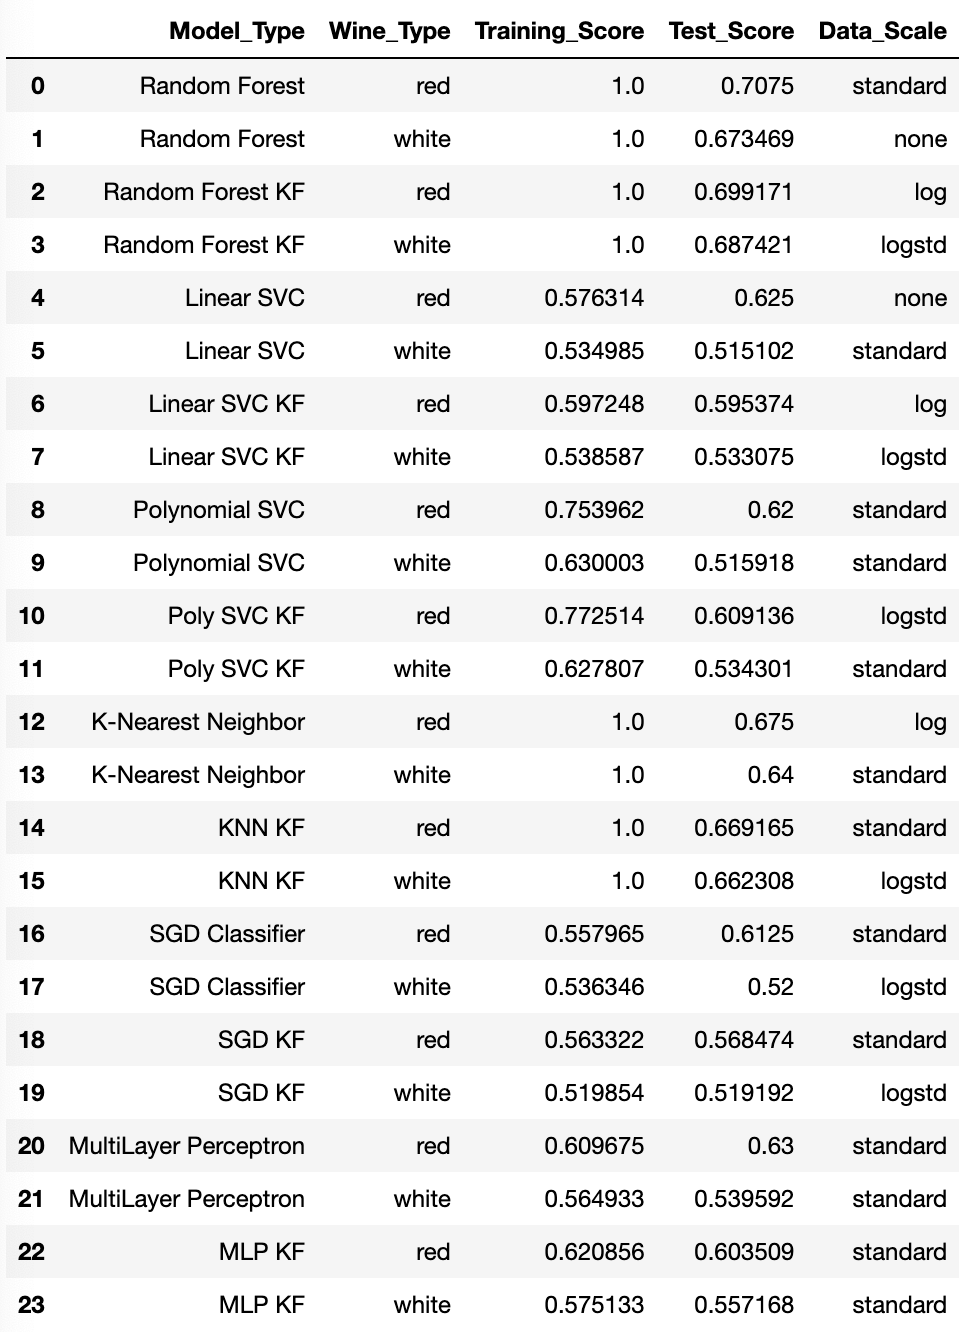 Model_Type Wine_Type Training_Score Test_Score Data_Scale
0 Random Forest red 1.0 0.7075 standard
1 Random Forest white 1.0 0.673469 none
2 Random Forest KF red 1.0 0.699171 log
3 Random Forest KF white 1.0 0.687421 logstd
4 Linear SVC red 0.576314 0.625 none
5 Linear SVC white 0.534985 0.515102 standard
6 Linear SVC KF red 0.597248 0.595374 log
7 Linear SVC KF white 0.538587 0.533075 logstd
8 Polynomial SVC red 0.753962 0.62 standard
9 Polynomial SVC white 0.630003 0.515918 standard
10 Poly SVC KF red 0.772514 0.609136 logstd
11 Poly SVC KF white 0.627807 0.534301 standard
12 K-Nearest Neighbor red 1.0 0.675 log
13 K-Nearest Neighbor white 1.0 0.64 standard
14 KNN KF red 1.0 0.669165 standard
15 KNN KF white 1.0 0.662308 logstd
16 SGD Classifier red 0.557965 0.6125 standard
17 SGD Classifier white 0.536346 0.52 logstd
18 SGD KF red 0.563322 0.568474 standard
19 SGD KF white 0.519854 0.519192 logstd
20 MultiLayer Perceptron red 0.609675 0.63 standard
21 MultiLayer Perceptron white 0.564933 0.539592 standard
22 MLP KF red 0.620856 0.603509 standard
23 MLP KF white 0.575133 0.557168 standard